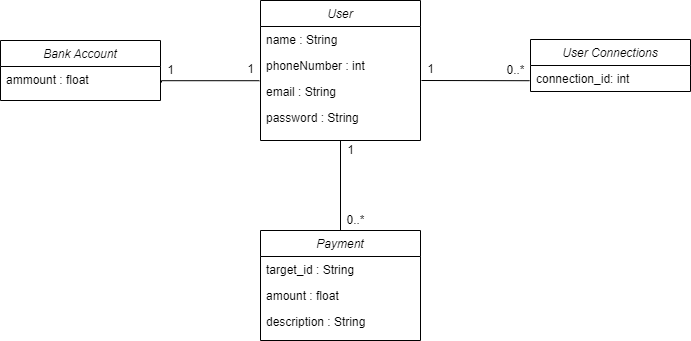 User
name : String
phoneNumber : int
email : String
password : String
Bank Account
ammount : float
1
1
User Connections
connection_id: int
1
0..*
1
0..*
Payment
target_id : String
amount : float
description : String